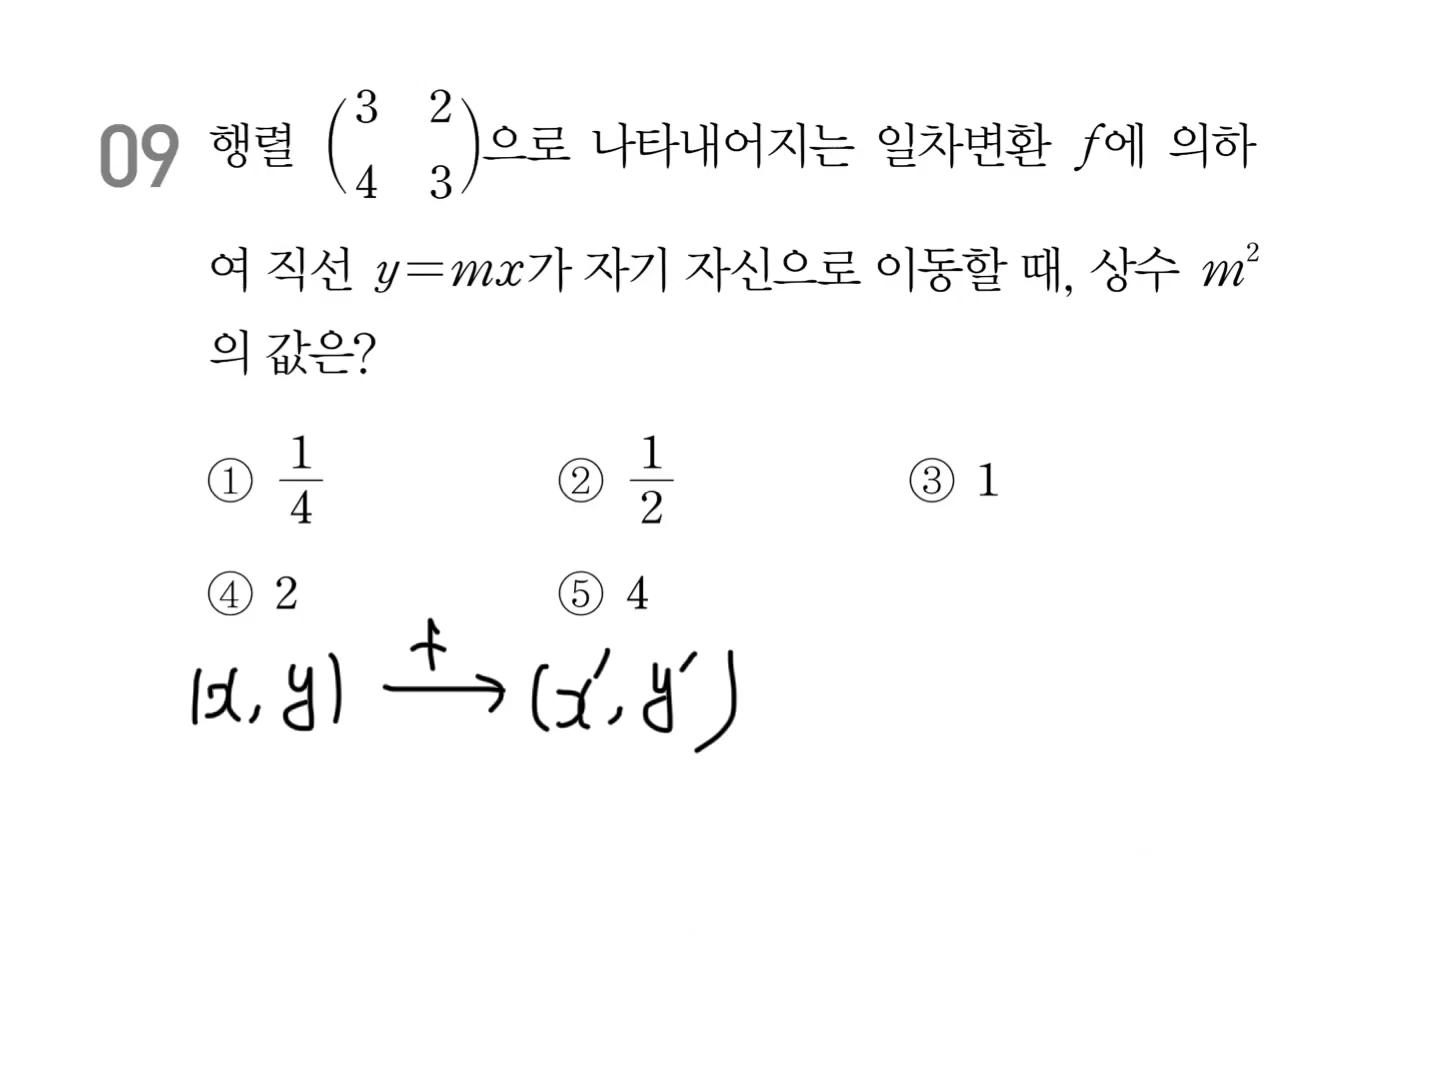 09 행렬 (3 2
4 3)으로 나타내어지는 일차변환 f에 의하
여 직선 y=mx가 자기 자신으로 이동할 때, 상수 m²
의 값은?
① 1/4 ② 1/2 ③ 1
④ 2 ⑤ 4
(x, y) →f (x′, y′)